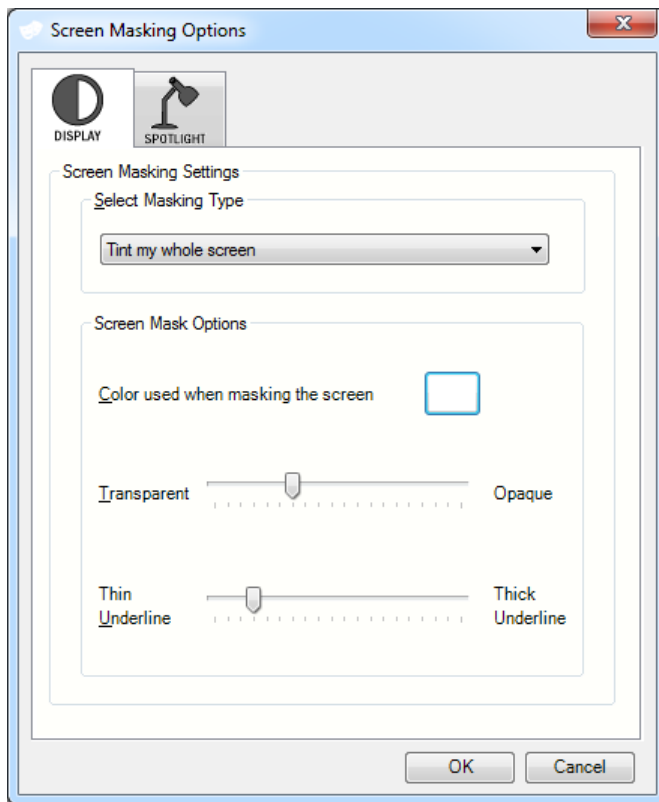 Screen Masking Options
DISPLAY
SPOTLIGHT
Screen Masking Settings
Select Masking Type
Tint my whole screen
Screen Mask Options
Color used when masking the screen
Transparent Opaque
Thin Thick
Underline Underline
OK Cancel